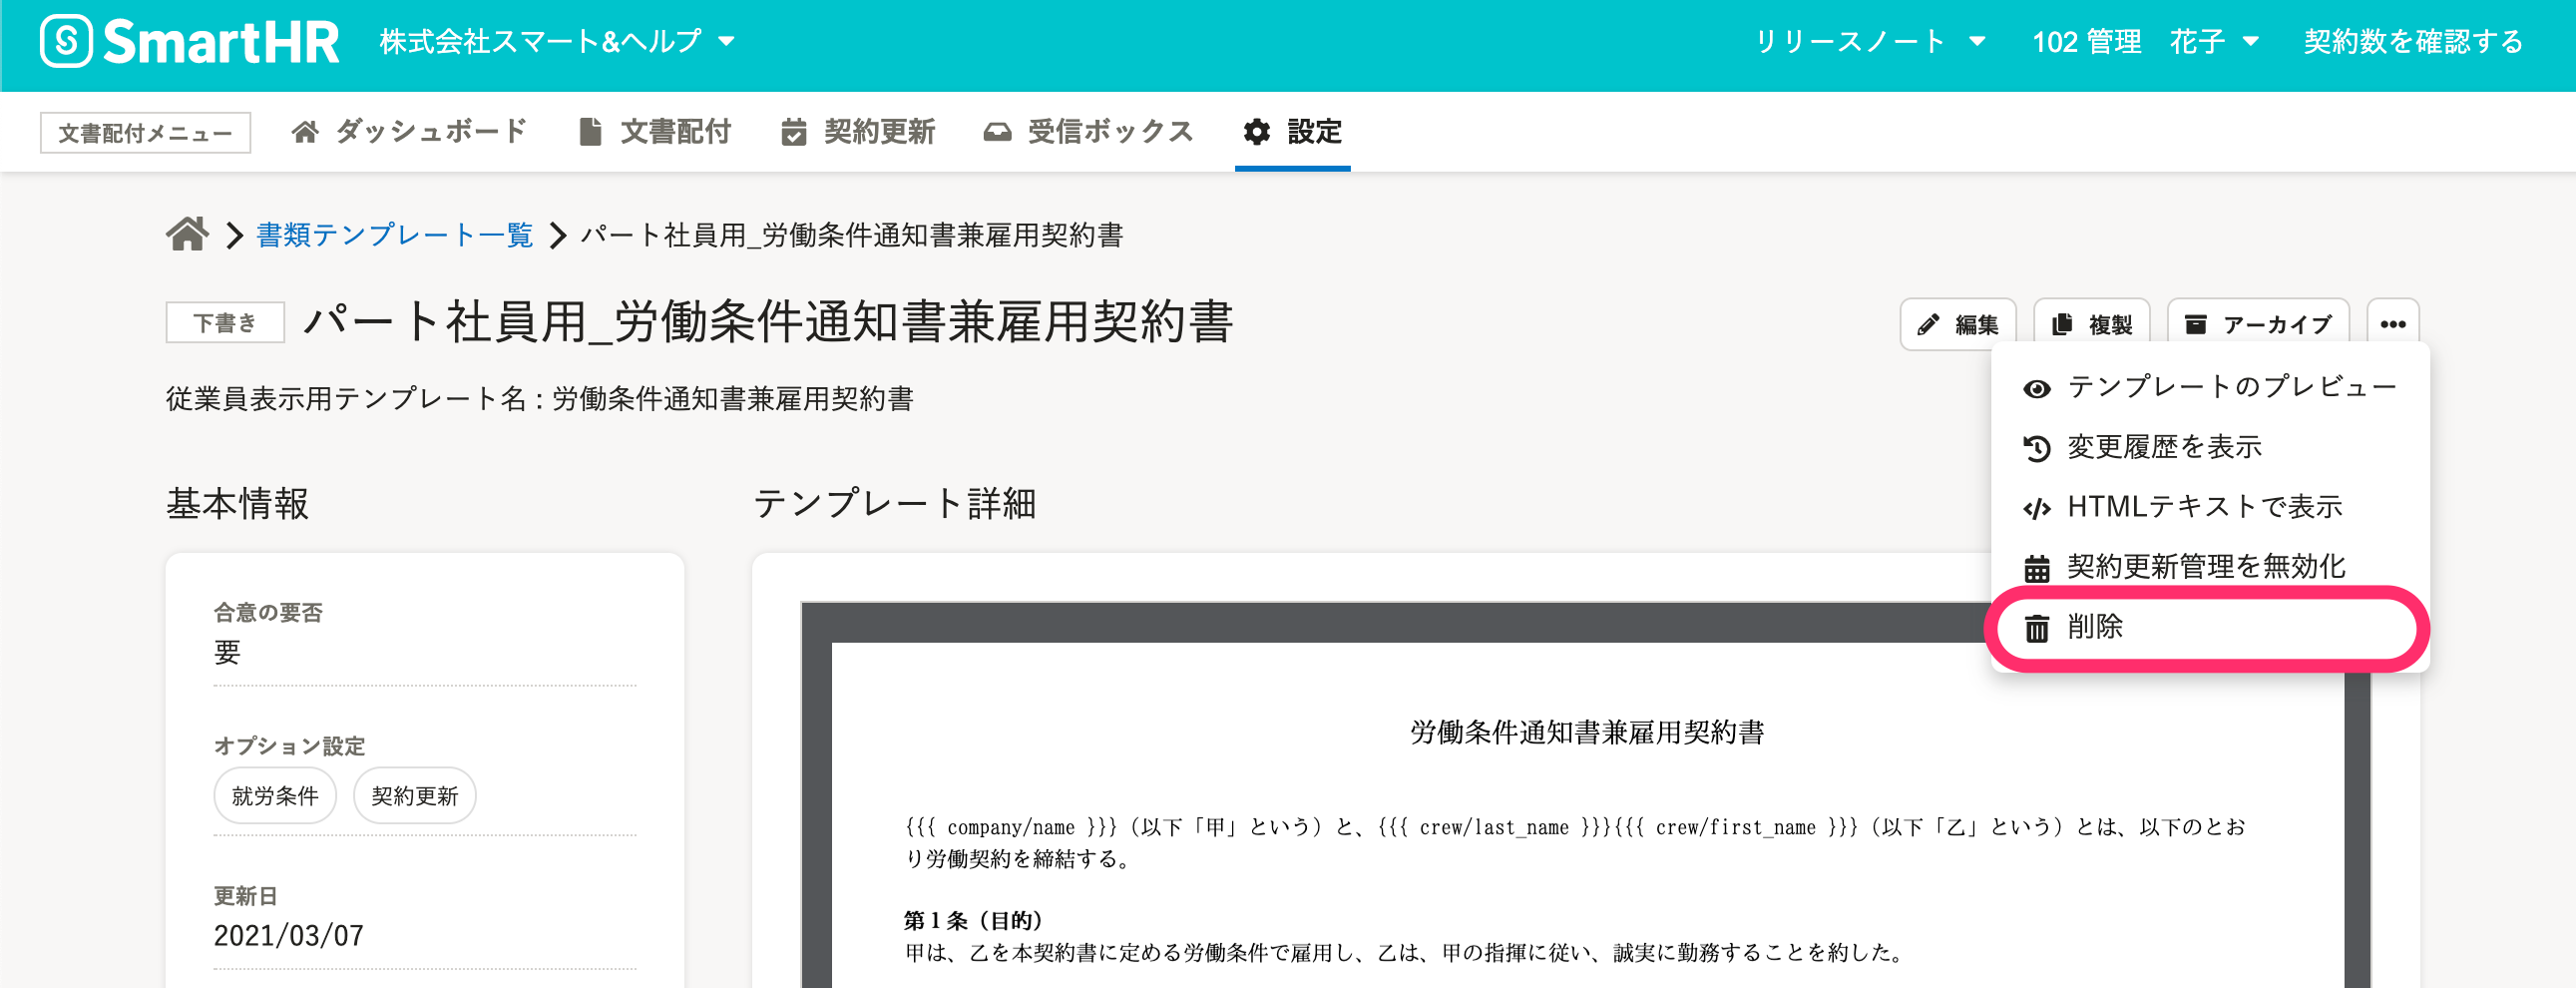 SmartHR 株式会社スマート&ヘルプ リリースノート 102 管理 花子 契約数を確認する
文書配付メニュー ダッシュボード 文書配付 契約更新 受信ボックス 設定
書類テンプレート一覧 パート社員用_労働条件通知書兼雇用契約書
下書き パート社員用_労働条件通知書兼雇用契約書 編集 複製 アーカイブ
従業員表示用テンプレート名 : 労働条件通知書兼雇用契約書
テンプレートのプレビュー
変更履歴を表示
HTMLテキストで表示
契約更新管理を無効化
削除
基本情報
合意の要否
要
オプション設定
就労条件 契約更新
更新日
2021/03/07
テンプレート詳細
労働条件通知書兼雇用契約書
{{{ company/name }}}（以下「甲」という）と、{{{ crew/last_name }}}{{{ crew/first_name }}}（以下「乙」という）とは、以下のとお
り労働契約を締結する。
第１条（目的）
甲は、乙を本契約書に定める労働条件で雇用し、乙は、甲の指揮に従い、誠実に勤務することを約した。